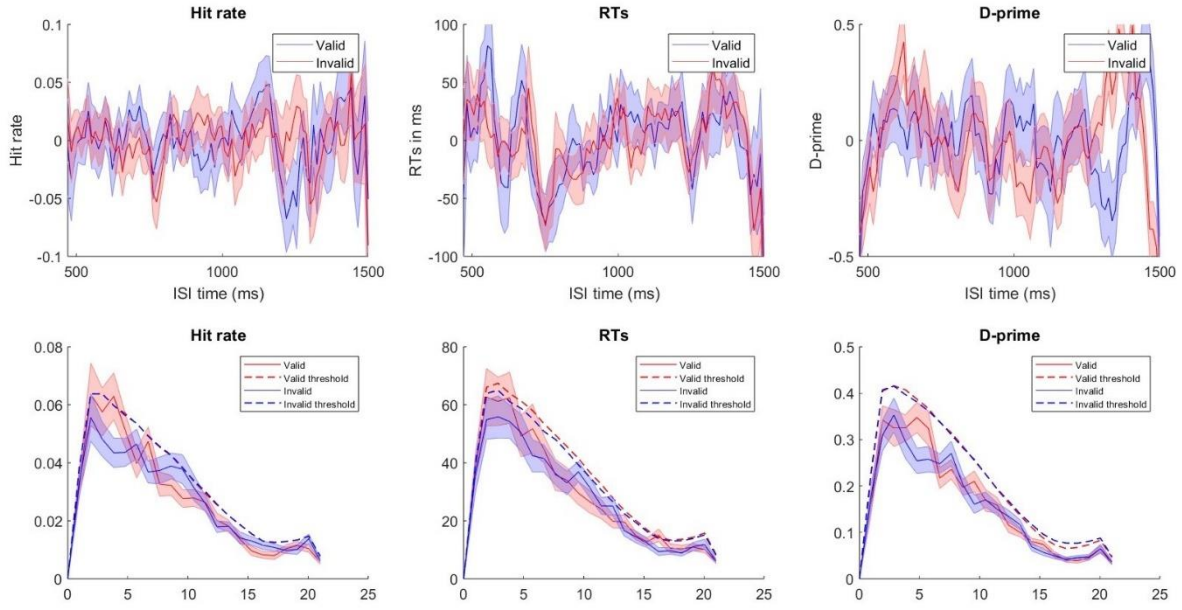 Hit rate
RTs
D-prime
0.1
0.05
0
-0.05
-0.1
Hit rate
Valid
Invalid
500
1000
1500
ISI time (ms)
100
50
0
-50
-100
RTs in ms
Valid
Invalid
500
1000
1500
ISI time (ms)
0.5
0
-0.5
D-prime
Valid
Invalid
500
1000
1500
ISI time (ms)
Hit rate
RTs
D-prime
0.08
0.06
0.04
0.02
0
Valid
Valid threshold
Invalid
Invalid threshold
0 5 10 15 20 25
80
60
40
20
0
Valid
Valid threshold
Invalid
Invalid threshold
0 5 10 15 20 25
0.5
0.4
0.3
0.2
0.1
0
Valid
Valid threshold
Invalid
Invalid threshold
0 5 10 15 20 25